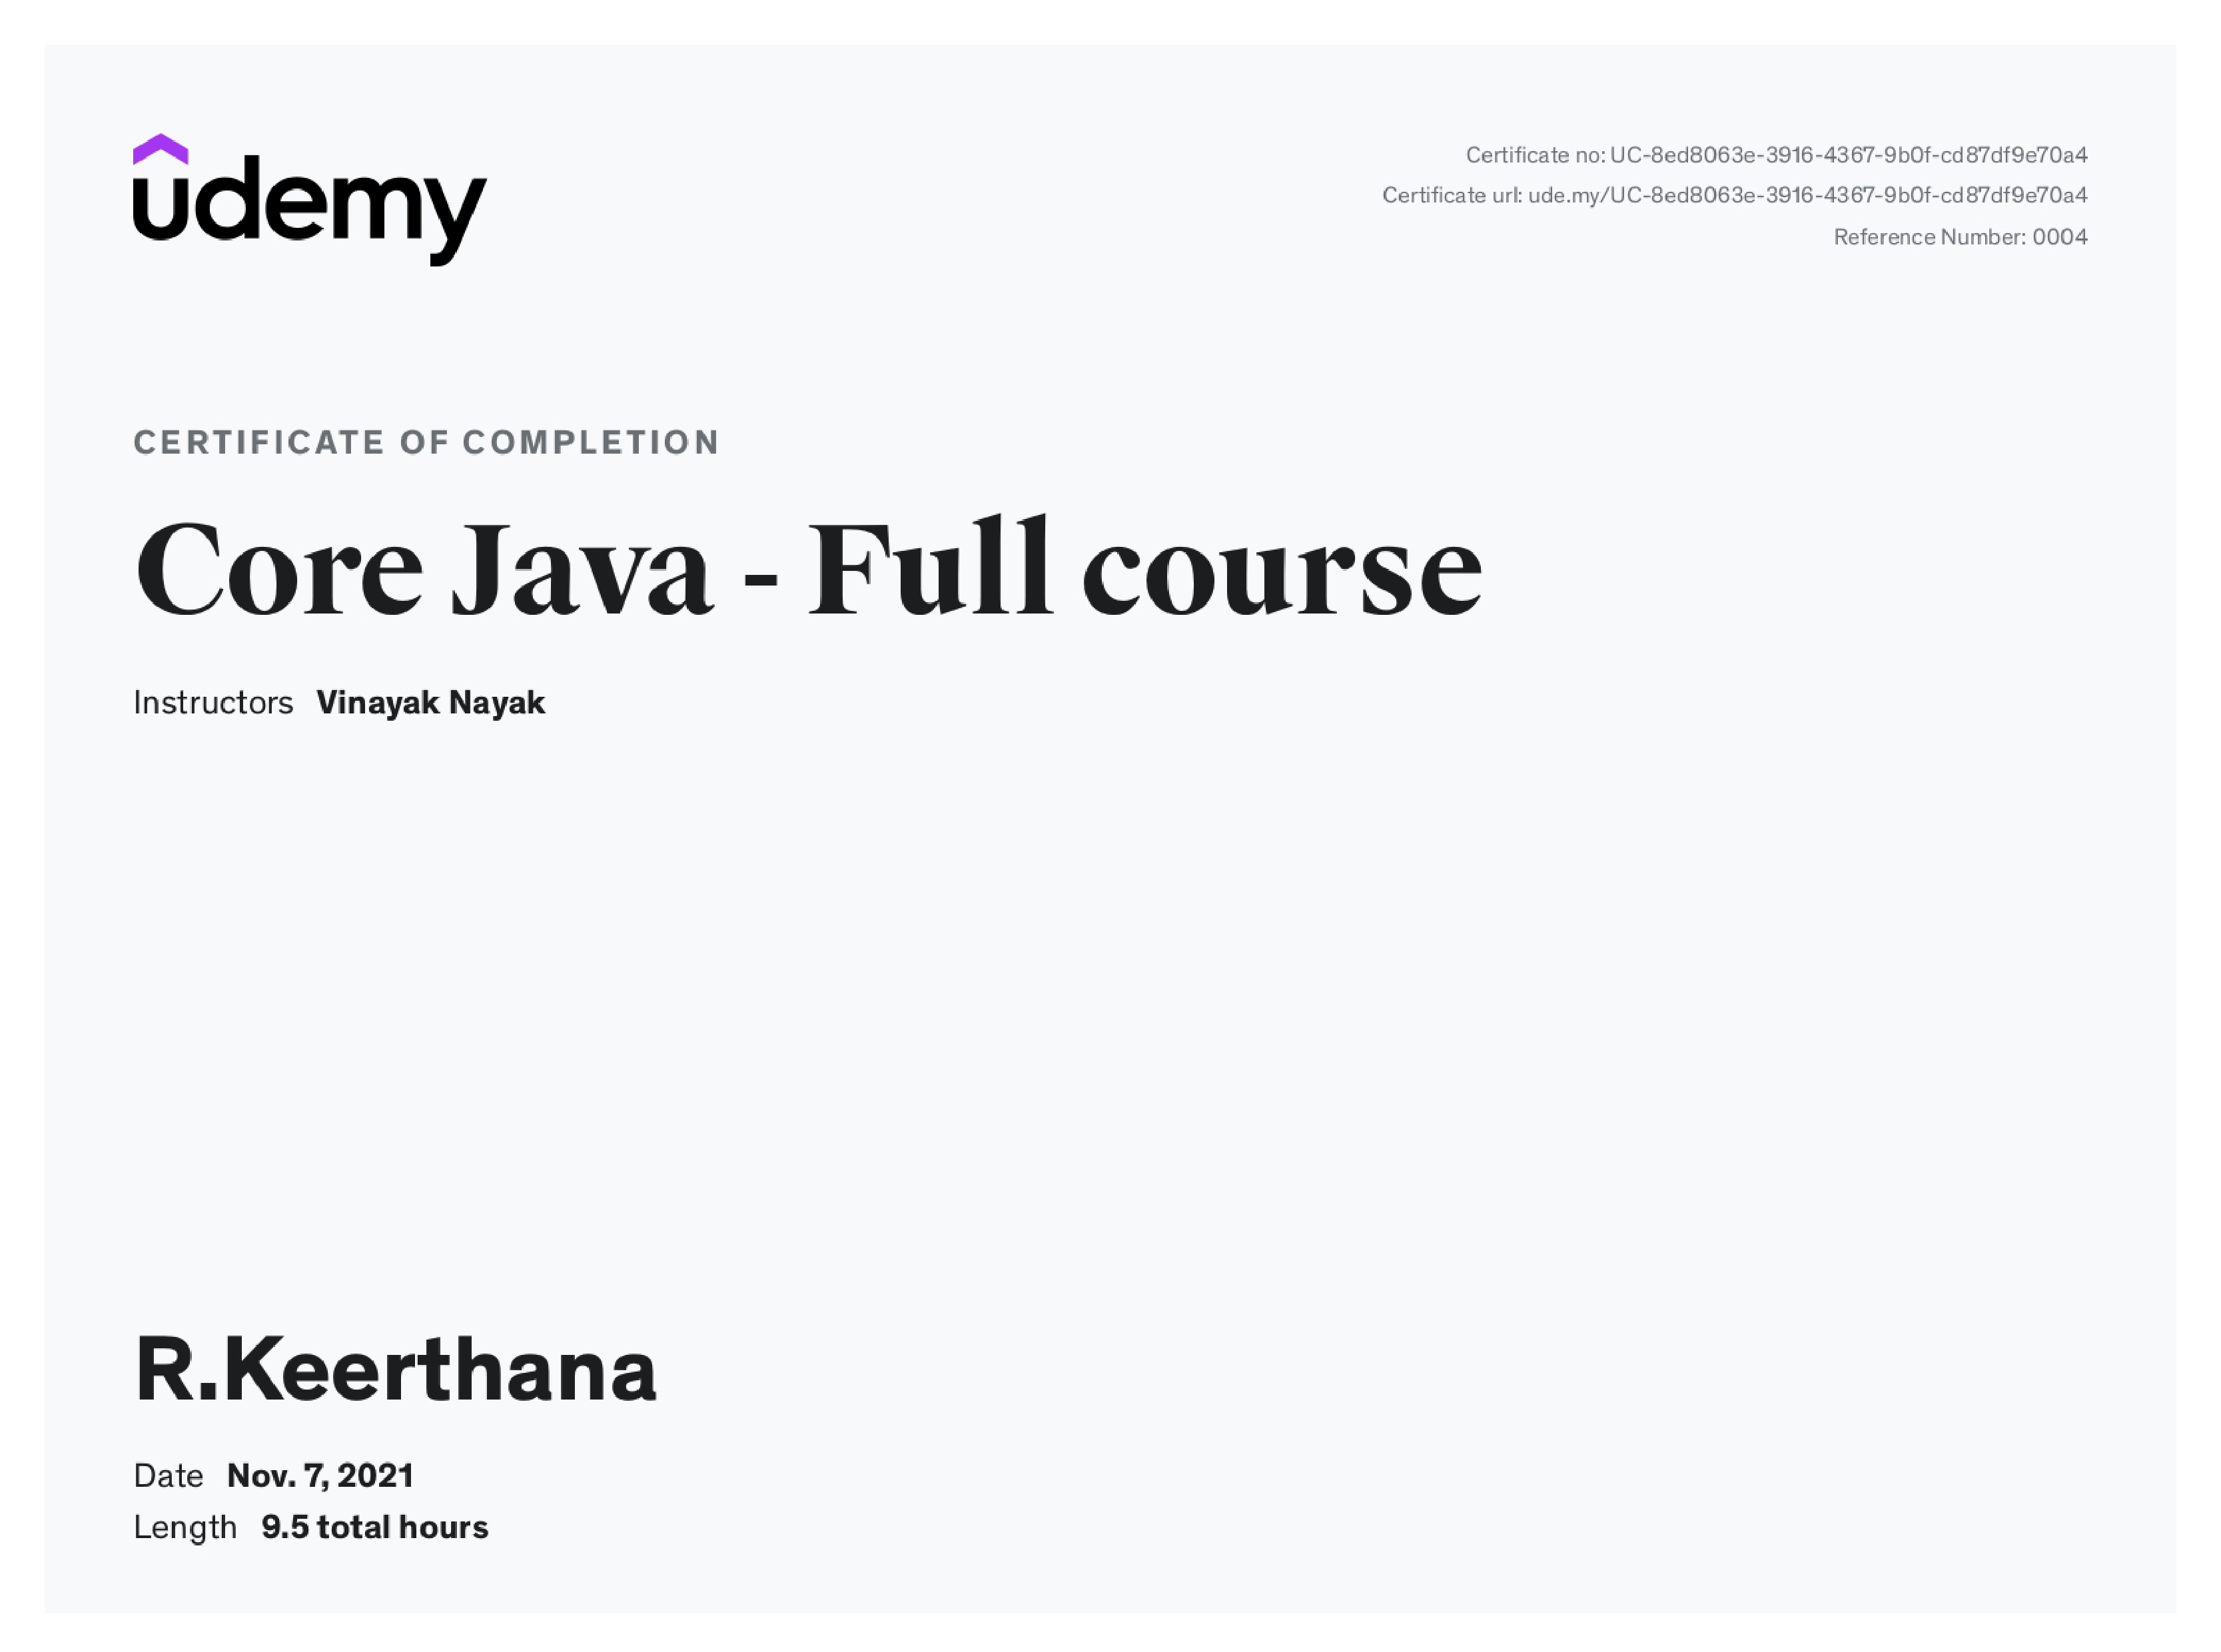 udemy
Certificate no: UC-8ed8063e-3916-4367-9b0f-cd87df9e70a4
Certificate url: ude.my/UC-8ed8063e-3916-4367-9b0f-cd87df9e70a4
Reference Number: 0004
CERTIFICATE OF COMPLETION
Core Java - Full course
Instructors Vinayak Nayak
R.Keerthana
Date Nov. 7, 2021
Length 9.5 total hours